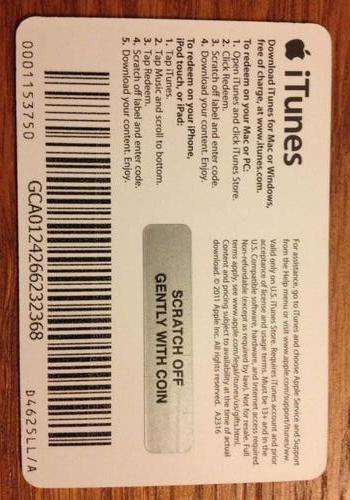 iTunes
Download iTunes for Mac or Windows,
free of charge, at www.itunes.com.
To redeem on your Mac or PC:
1. Open iTunes and click iTunes Store.
2. Click Redeem.
3. Scratch off label and enter code.
4. Download your content. Enjoy.
To redeem on your iPhone,
iPod touch, or iPad:
1. Tap iTunes.
2. Tap Music and scroll to bottom.
3. Tap Redeem.
4. Scratch off label and enter code.
5. Download your content. Enjoy.
For assistance, go to iTunes and choose Apple Service and Support
from the Help menu or visit www.apple.com/support/itunes/ww.
Valid only on U.S. iTunes Store. Requires iTunes account and prior
acceptance of license and usage terms. Must be 13+ and in the
U.S. Compatible software, hardware, and Internet access required.
Non-refundable (except as required by law). Not for resale. Full
terms apply, see www.apple.com/legal/itunes/us/gifts.html.
Content and pricing subject to availability at the time of actual
download. © 2011 Apple Inc. All rights reserved. A2316
SCRATCH OFF
GENTLY WITH COIN
0001153750
GCA0124266232368
D4625LL/A